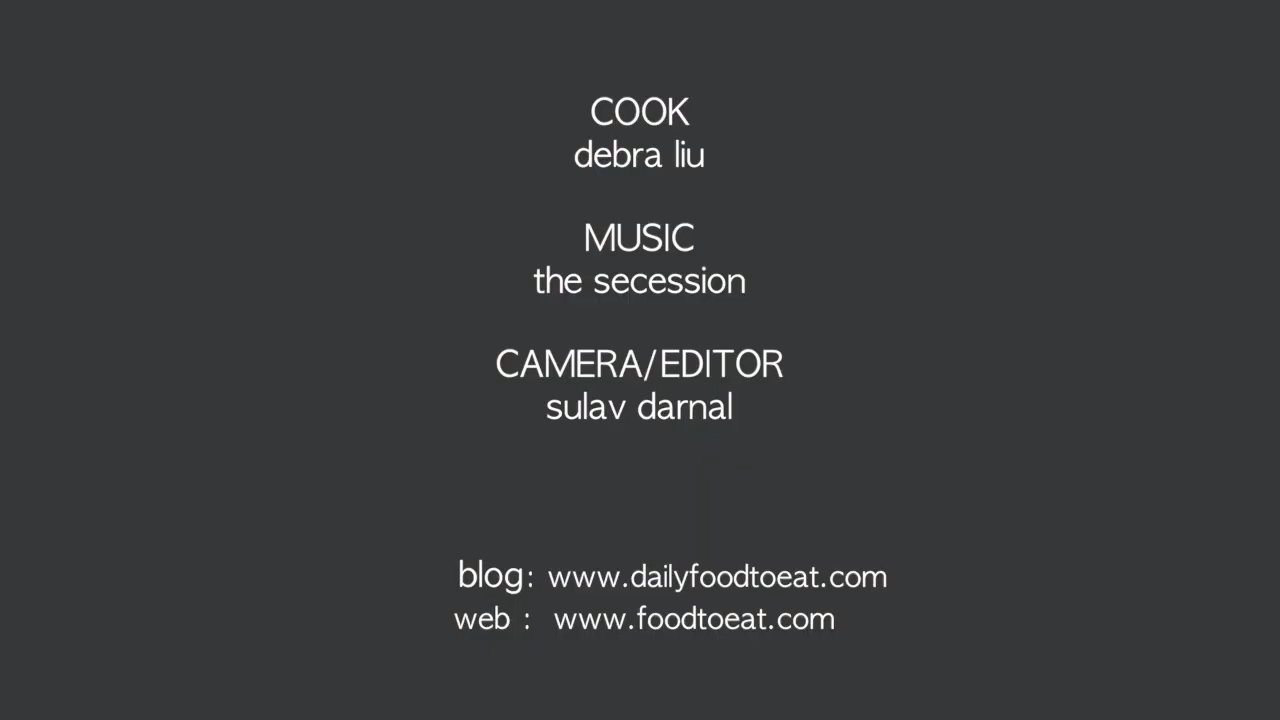 COOK
debra liu
MUSIC
the secession
CAMERA/EDITOR
sulav darnal
blog: www.dailyfoodtoeat.com
web : www.foodtoeat.com